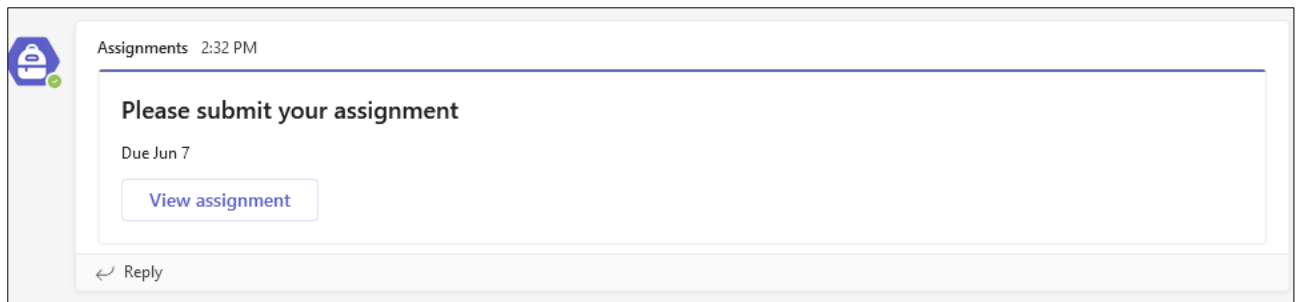 Assignments 2:32 PM
Please submit your assignment
Due Jun 7
View assignment
Reply